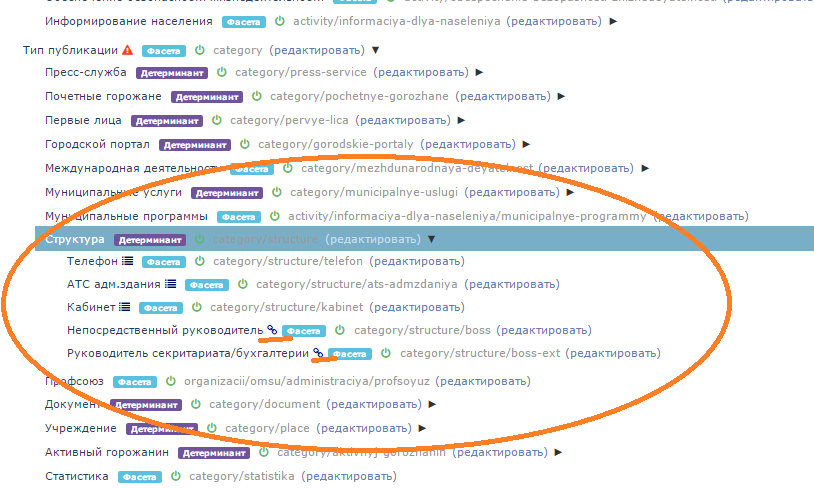 Информирование населения Фасета activity/informaciya-dlya-naseleniya (редактировать) ►
Тип публикации Фасета category (редактировать) ▼
Пресс-служба Детерминант category/press-service (редактировать) ►
Почетные горожане Детерминант category/pochetnye-gorozhane (редактировать) ►
Первые лица Детерминант category/pervye-lica (редактировать) ►
Городской портал Детерминант category/gorodskie-portaly (редактировать) ►
Международная деятельность Фасета category/mezhdunarodnaya-deyatelnost (редактировать) ►
Муниципальные услуги Детерминант category/municipalnye-uslugi (редактировать) ►
Муниципальные программы Фасета activity/informaciya-dlya-naseleniya/municipalnye-programmy (редактировать)
Структура Детерминант category/structure (редактировать) ▼
Телефон Фасета category/structure/telefon (редактировать)
АТС адм.здания Фасета category/structure/ats-admzdaniya (редактировать)
Кабинет Фасета category/structure/kabinet (редактировать)
Непосредственный руководитель Фасета category/structure/boss (редактировать)
Руководитель секритариата/бухгалтерии Фасета category/structure/boss-ext (редактировать)
Профсоюз Фасета organizacii/omsu/administraciya/profsoyuz (редактировать)
Документ Детерминант category/document (редактировать) ►
Учреждение Детерминант category/place (редактировать) ►
Активный горожанин Детерминант category/aktivnyj-gorozhanin (редактировать) ►
Статистика Фасета category/statistika (редактировать)